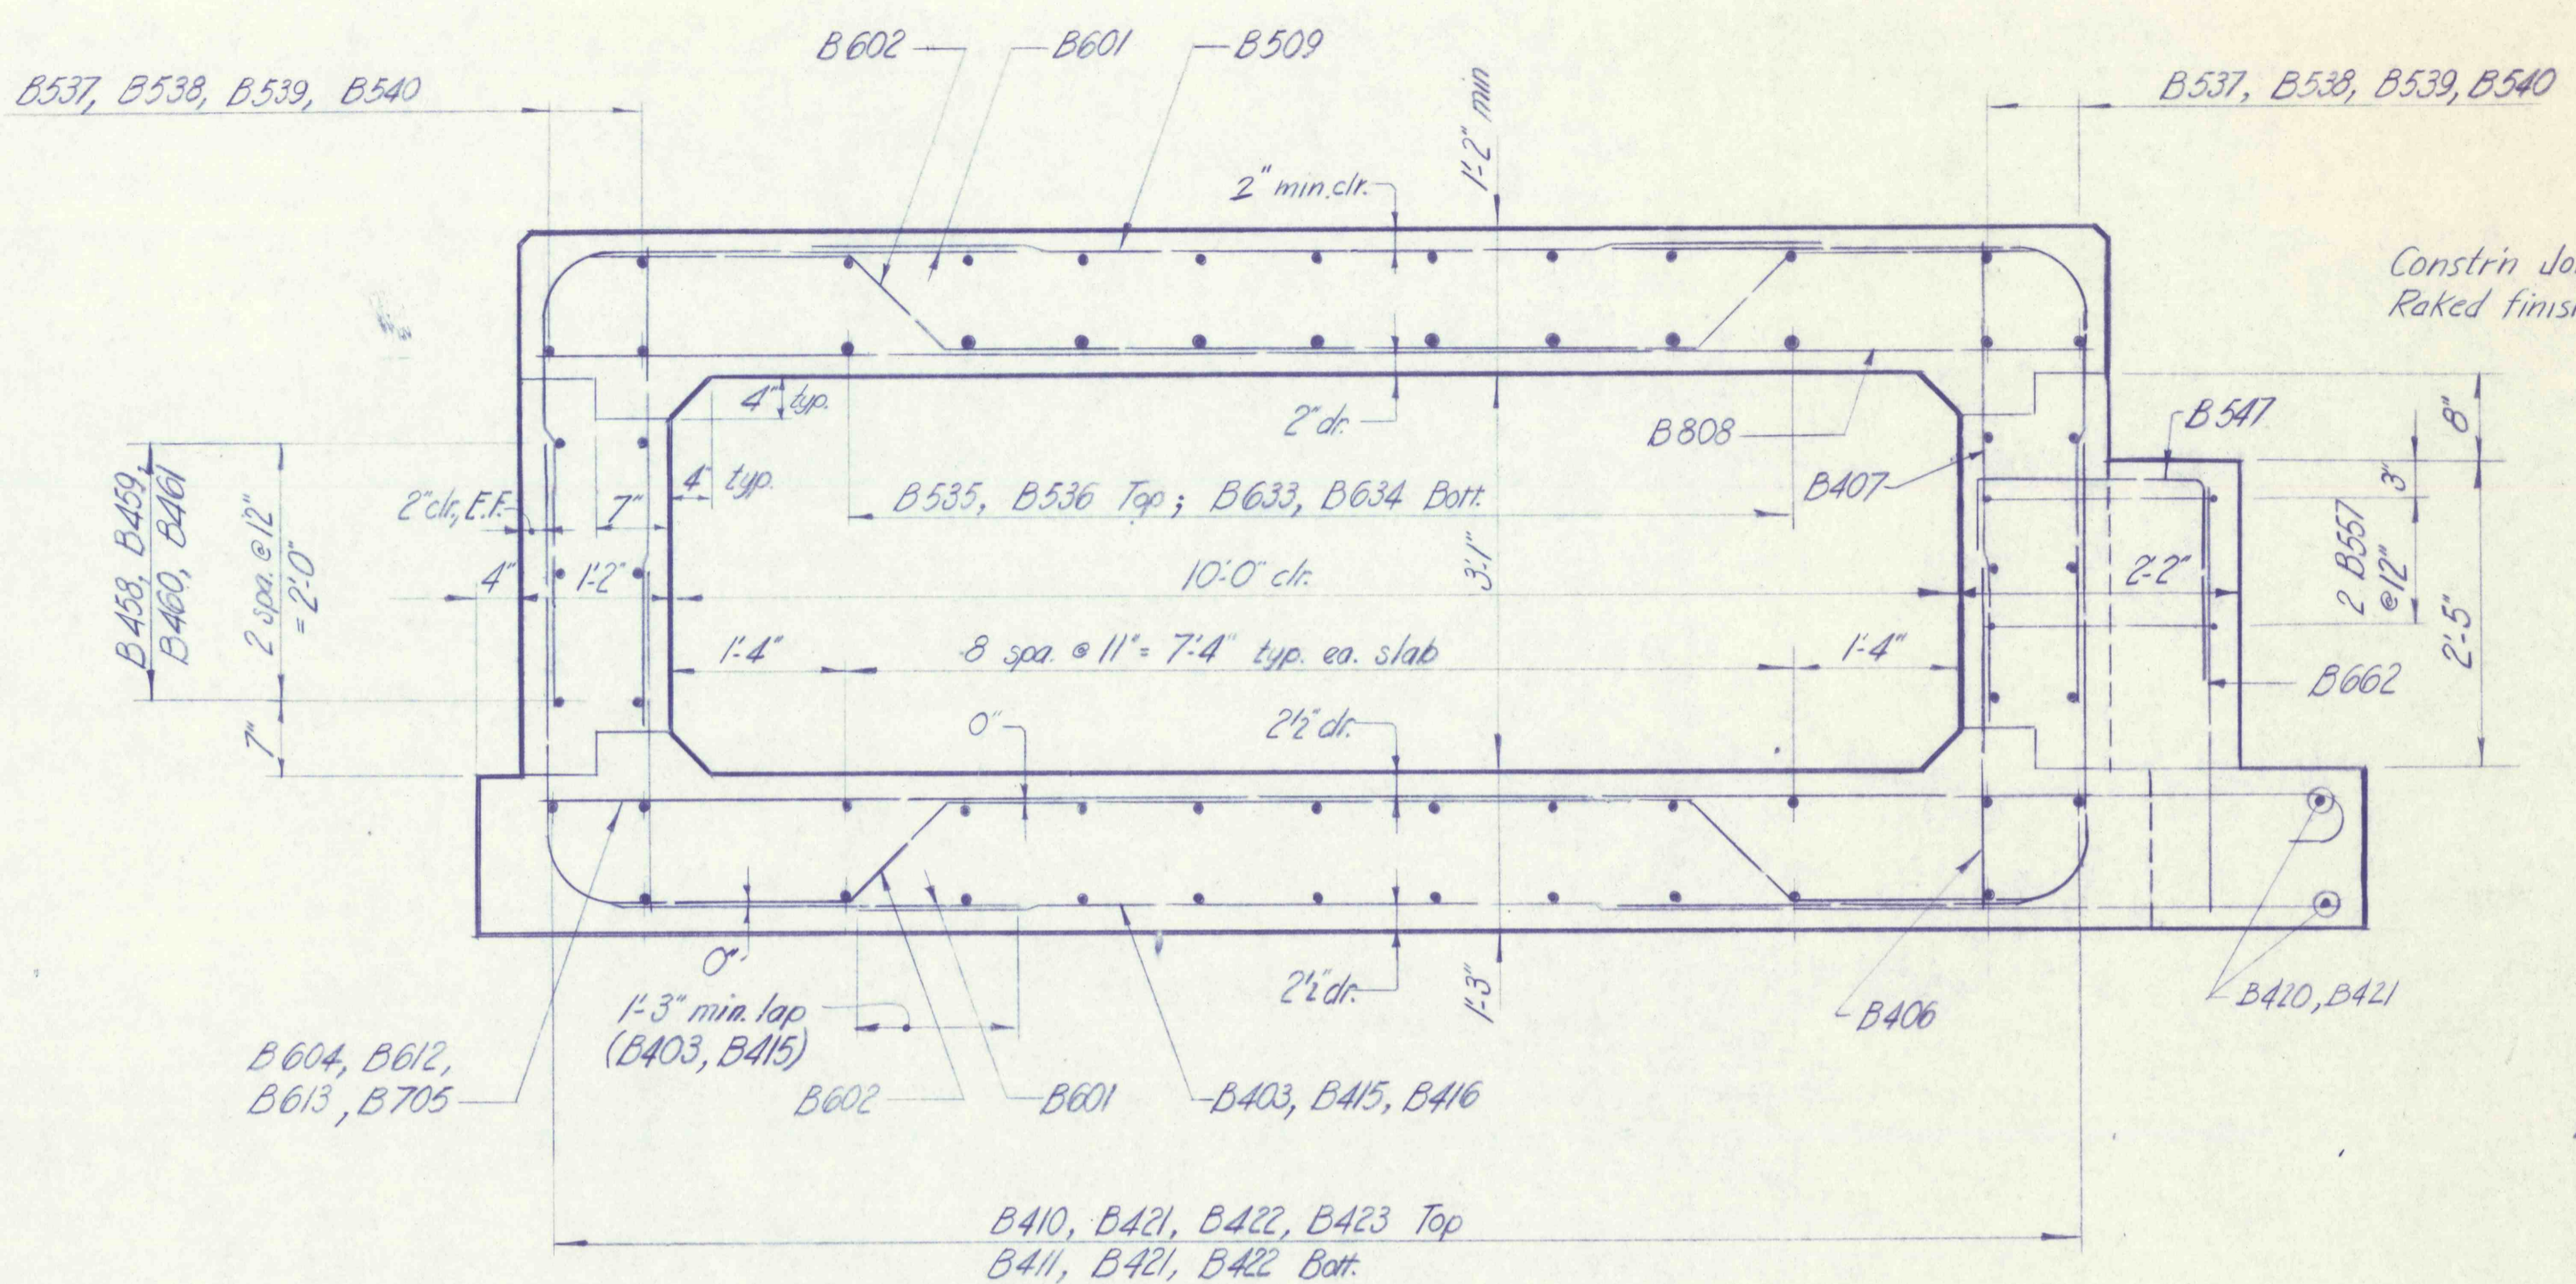 B602
B601
B509
B537, B538, B539, B540
B537, B538, B539, B540
1'-2" min
2" min. clr.
Constr'n
Raked
4" typ.
2" clr.
B808
B547
8"
B407
3"
4" typ.
B458, B459,
B460, B461
2 spa. @ 12"
= 2'-0"
2" clr., E.F.
7"
B535, B536 Top; B633, B634 Bott.
4"
1'-2"
10'-0" clr.
3'-1"
2'-2"
2 B557
@ 12"
2'-5"
1'-4"
8 spa. @ 11" = 7'-4" typ. ea. slab
1'-4"
B662
7"
0"
2½" clr.
0"
1'-3" min. lap
(B403, B415)
2½" clr.
1'-3"
B406
B420, B421
B604, B612,
B613, B705
B602
B601
B403, B415, B416
B410, B421, B422, B423 Top
B411, B421, B422 Bott.